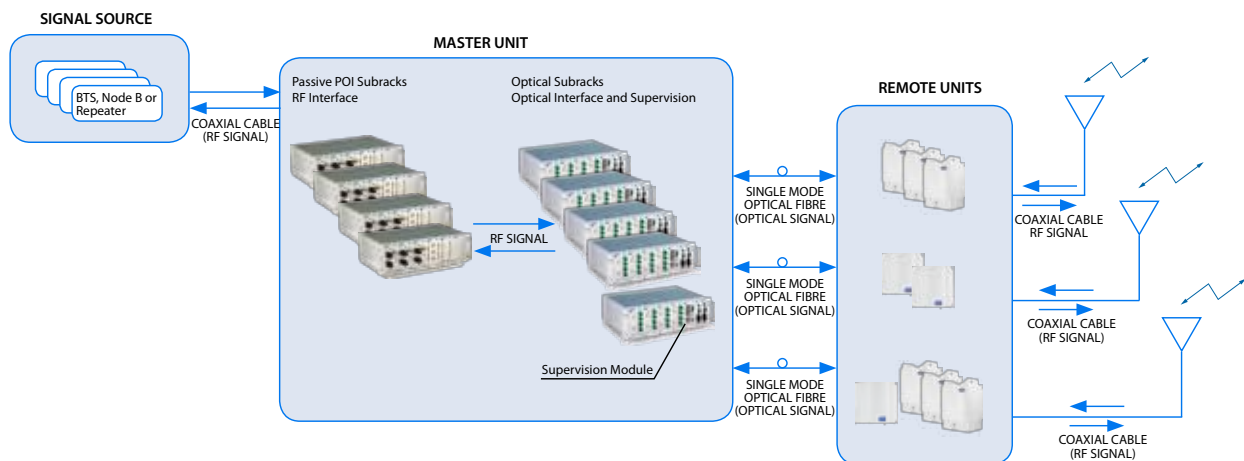 SIGNAL SOURCE
BTS, Node B or
Repeater
COAXIAL CABLE
(RF SIGNAL)
MASTER UNIT
Passive POI Subracks
RF Interface
Optical Subracks
Optical Interface and Supervision
RF SIGNAL
Supervision Module
SINGLE MODE
OPTICAL FIBRE
(OPTICAL SIGNAL)
SINGLE MODE
OPTICAL FIBRE
(OPTICAL SIGNAL)
SINGLE MODE
OPTICAL FIBRE
(OPTICAL SIGNAL)
REMOTE UNITS
COAXIAL CABLE
RF SIGNAL
COAXIAL CABLE
(RF SIGNAL)
COAXIAL CABLE
(RF SIGNAL)